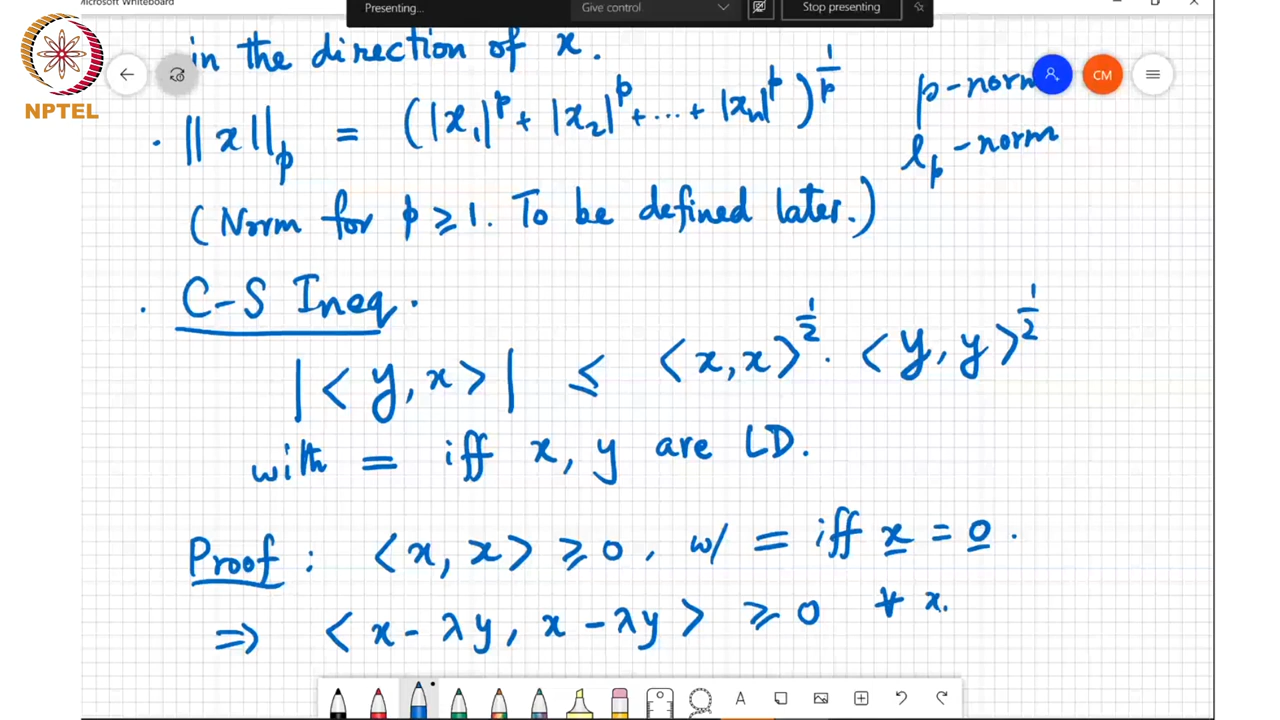 Microsoft Whiteboard
Presenting...
Give control
Stop presenting
NPTEL
CM
in the direction of x.
. ||x||_p = (|x_1|^p + |x_2|^p + ... + |x_n|^p)^{1/p}
p-norm
l_p-norm
(Norm for p ≥ 1. To be defined later.)
. C-S Ineq.
|<y, x>| ≤ <x, x>^{1/2} . <y, y>^{1/2}
with = iff x, y are LD.
Proof : <x, x> ≥ 0, w/ = iff x = 0.
⇒ <x - λy, x - λy> ≥ 0 ∀ x,
A